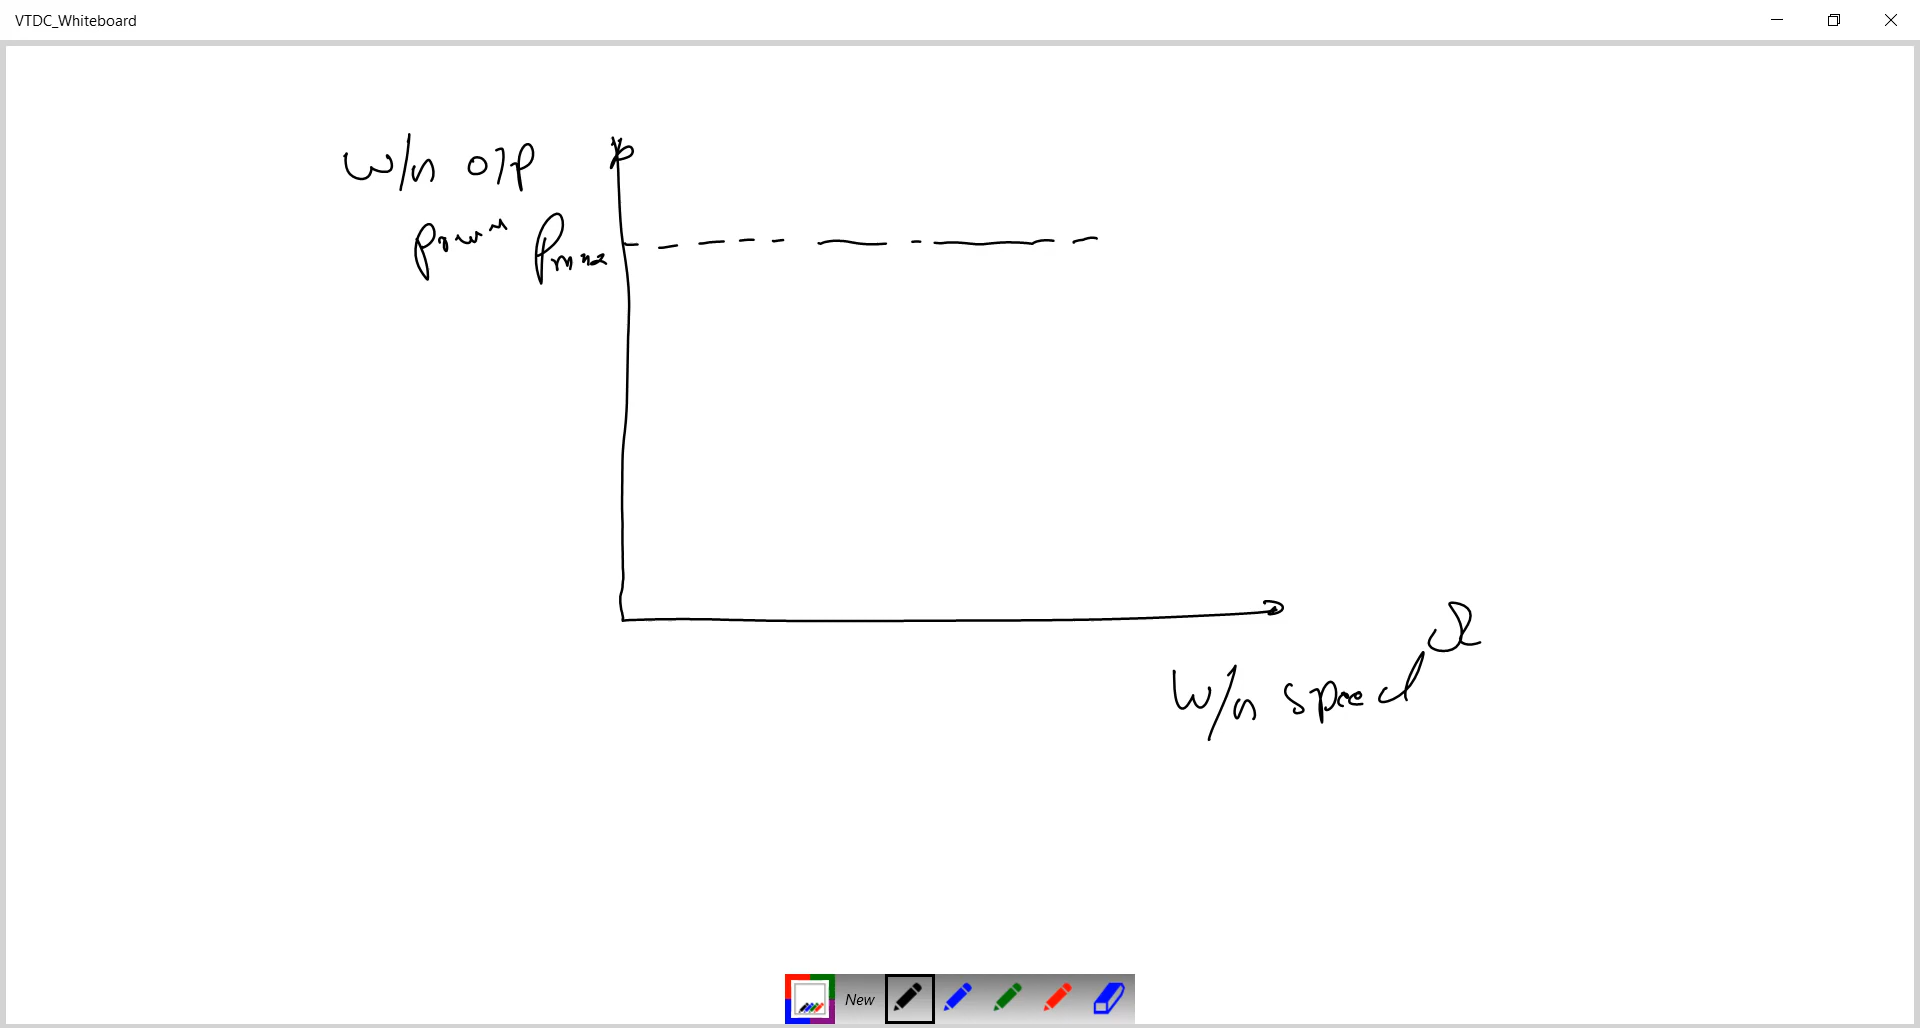 VTDC_Whiteboard
w/n o/p
power Pmax
w/n speed Ω
New